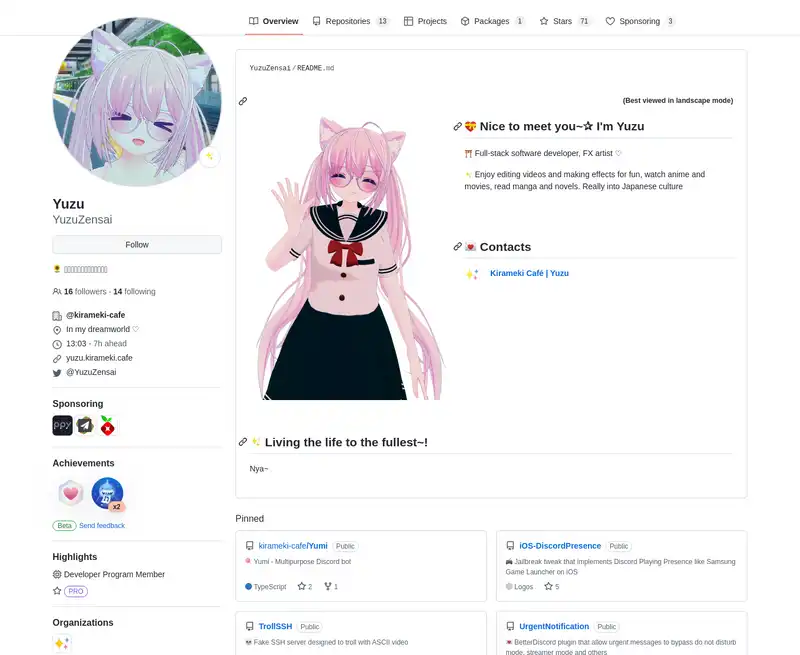 Overview
Repositories 13
Projects
Packages 1
Stars 71
Sponsoring 3
Yuzu
YuzuZensai
Follow
16 followers · 14 following
@kirameki-cafe
In my dreamworld ♡
13:03 - 7h ahead
yuzu.kirameki.cafe
@YuzuZensai
Sponsoring
PPY
Achievements
x2
Beta Send feedback
Highlights
Developer Program Member
PRO
Organizations
YuzuZensai/README.md
(Best viewed in landscape mode)
💝 Nice to meet you~✰ I'm Yuzu
⛩️ Full-stack software developer, FX artist ♡
✨ Enjoy editing videos and making effects for fun, watch anime and
movies, read manga and novels. Really into Japanese culture
💌 Contacts
✨ Kirameki Café | Yuzu
✨ Living the life to the fullest~!
Nya~
Pinned
kirameki-cafe/Yumi Public
Yumi - Multipurpose Discord bot
TypeScript 2 1
iOS-DiscordPresence Public
🎮 Jailbreak tweak that implements Discord Playing Presence like Samsung
Game Launcher on iOS
Logos 5
TrollSSH Public
💀 Fake SSH server designed to troll with ASCII video
UrgentNotification Public
BetterDiscord plugin that allow urgent messages to bypass do not disturb
mode, streamer mode and others